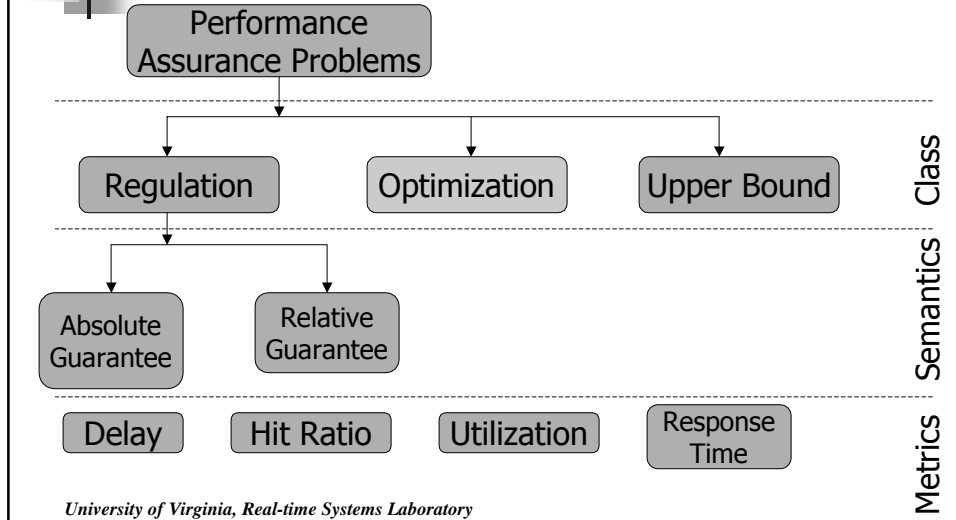 Performance
Assurance Problems
Regulation
Optimization
Upper Bound
Class
Absolute
Guarantee
Relative
Guarantee
Semantics
Delay
Hit Ratio
Utilization
Response
Time
Metrics
University of Virginia, Real-time Systems Laboratory